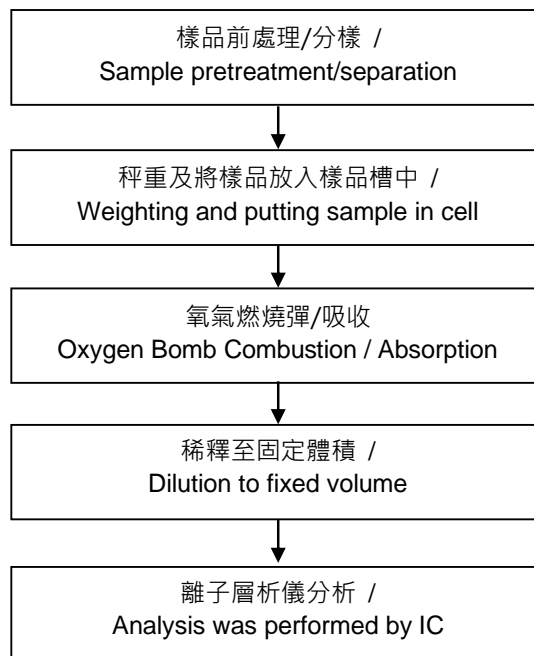 樣品前處理/分樣 /
Sample pretreatment/separation
秤重及將樣品放入樣品槽中 /
Weighting and putting sample in cell
氧氣燃燒彈/吸收
Oxygen Bomb Combustion / Absorption
稀釋至固定體積 /
Dilution to fixed volume
離子層析儀分析 /
Analysis was performed by IC